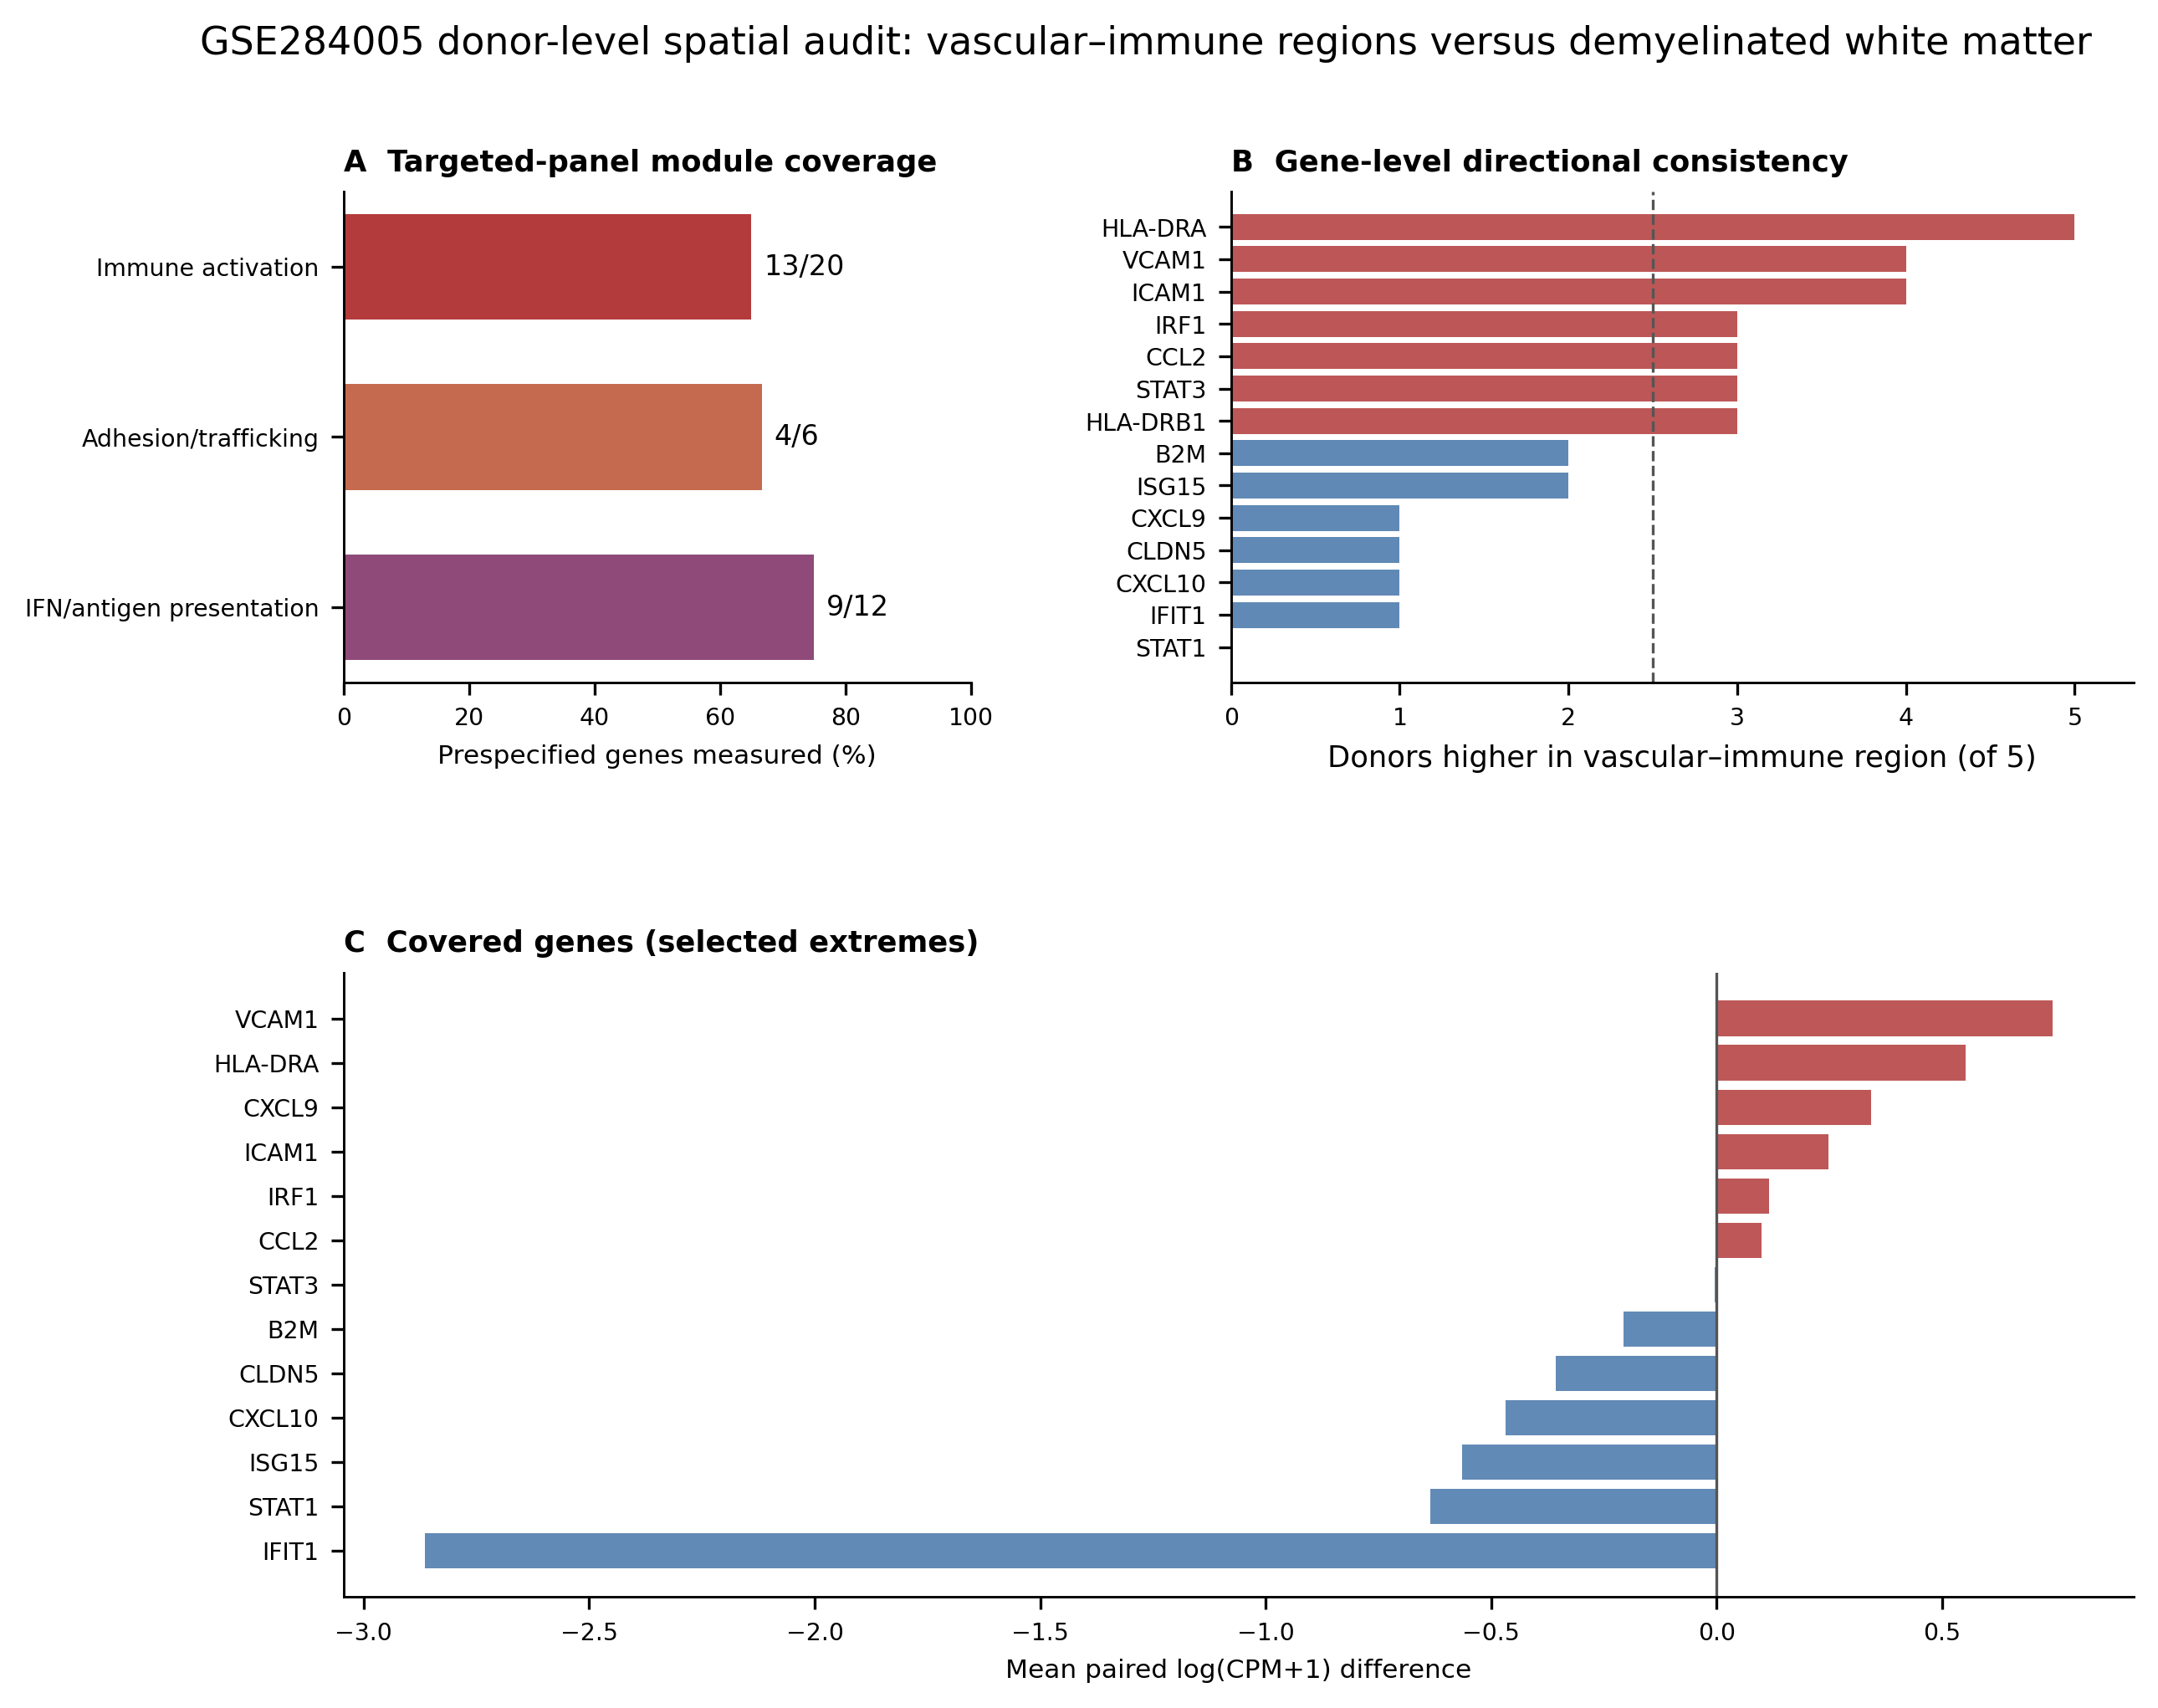 GSE284005 donor-level spatial audit: vascular–immune regions versus demyelinated white matter
A Targeted-panel module coverage
Immune activation
13/20
Adhesion/trafficking
4/6
IFN/antigen presentation
9/12
0 20 40 60 80 100
Prespecified genes measured (%)
B Gene-level directional consistency
HLA-DRA
VCAM1
ICAM1
IRF1
CCL2
STAT3
HLA-DRB1
B2M
ISG15
CXCL9
CLDN5
CXCL10
IFIT1
STAT1
0 1 2 3 4 5
Donors higher in vascular–immune region (of 5)
C Covered genes (selected extremes)
VCAM1
HLA-DRA
CXCL9
ICAM1
IRF1
CCL2
STAT3
B2M
CLDN5
CXCL10
ISG15
STAT1
IFIT1
−3.0 −2.5 −2.0 −1.5 −1.0 −0.5 0.0 0.5
Mean paired log(CPM+1) difference